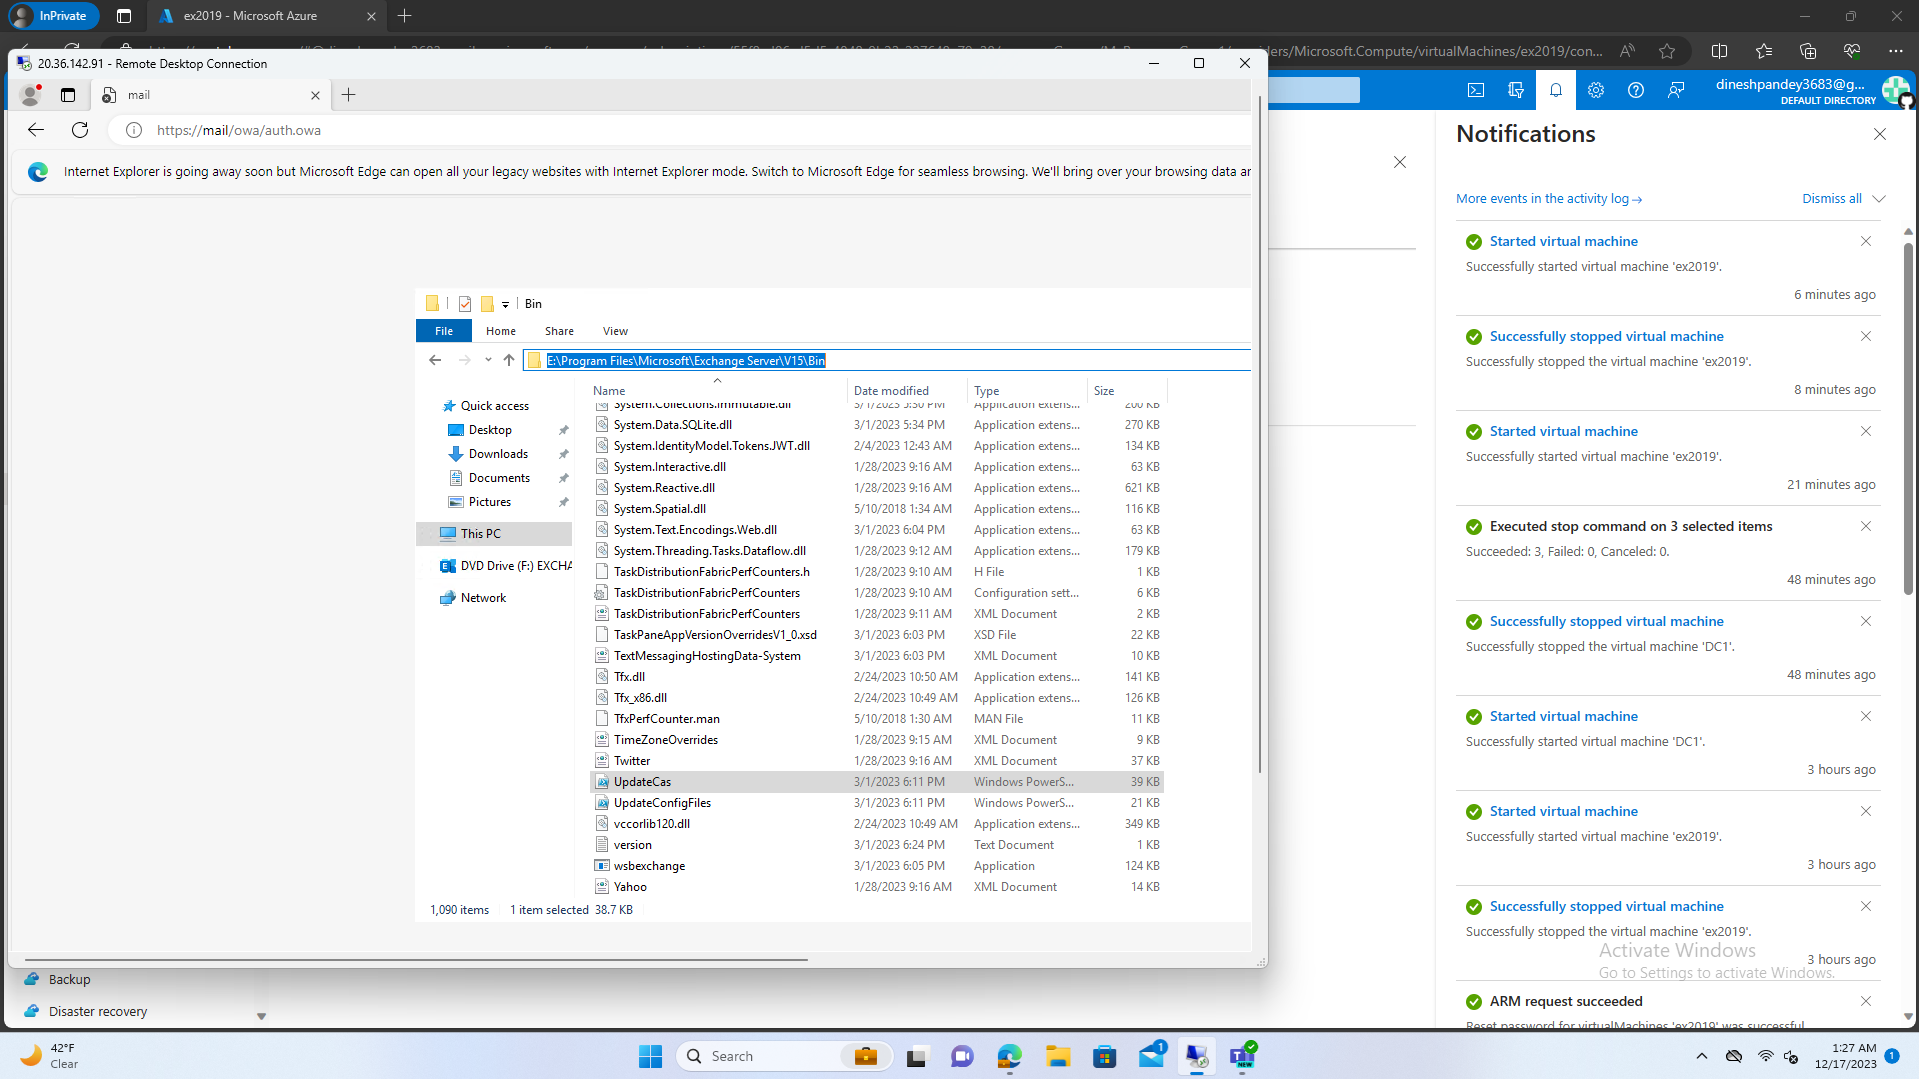 InPrivate
ex2019 - Microsoft Azure
iders/Microsoft.Compute/virtualMachines/ex2019/con...
20.36.142.91 - Remote Desktop Connection
mail
https://mail/owa/auth.owa
Internet Explorer is going away soon but Microsoft Edge can open all your legacy websites with Internet Explorer mode. Switch to Microsoft Edge for seamless browsing. We'll bring over your browsing data ar
Bin
File Home Share View
E:\Program Files\Microsoft\Exchange Server\V15\Bin
Name Date modified Type Size
Quick access
Desktop
Downloads
Documents
Pictures
This PC
DVD Drive (F:) EXCHA
Network
System.Collections.Immutable.dll 3/1/2023 5:30 PM Application extens... 200 KB
System.Data.SQLite.dll 3/1/2023 5:34 PM Application extens... 270 KB
System.IdentityModel.Tokens.JWT.dll 2/4/2023 12:43 AM Application extens... 134 KB
System.Interactive.dll 1/28/2023 9:16 AM Application extens... 63 KB
System.Reactive.dll 1/28/2023 9:16 AM Application extens... 621 KB
System.Spatial.dll 5/10/2018 1:34 AM Application extens... 116 KB
System.Text.Encodings.Web.dll 3/1/2023 6:04 PM Application extens... 63 KB
System.Threading.Tasks.Dataflow.dll 1/28/2023 9:12 AM Application extens... 179 KB
TaskDistributionFabricPerfCounters.h 1/28/2023 9:10 AM H File 1 KB
TaskDistributionFabricPerfCounters 1/28/2023 9:10 AM Configuration sett... 6 KB
TaskDistributionFabricPerfCounters 1/28/2023 9:11 AM XML Document 2 KB
TaskPaneAppVersionOverridesV1_0.xsd 3/1/2023 6:03 PM XSD File 22 KB
TextMessagingHostingData-System 3/1/2023 6:03 PM XML Document 10 KB
Tfx.dll 2/24/2023 10:50 AM Application extens... 141 KB
Tfx_x86.dll 2/24/2023 10:49 AM Application extens... 126 KB
TfxPerfCounter.man 5/10/2018 1:30 AM MAN File 11 KB
TimeZoneOverrides 1/28/2023 9:15 AM XML Document 9 KB
Twitter 1/28/2023 9:16 AM XML Document 37 KB
UpdateCas 3/1/2023 6:11 PM Windows PowerS... 39 KB
UpdateConfigFiles 3/1/2023 6:11 PM Windows PowerS... 21 KB
vccorlib120.dll 2/24/2023 10:49 AM Application extens... 349 KB
version 3/1/2023 6:24 PM Text Document 1 KB
wsbexchange 3/1/2023 6:05 PM Application 124 KB
Yahoo 1/28/2023 9:16 AM XML Document 14 KB
1,090 items 1 item selected 38.7 KB
Backup
Disaster recovery
dineshpandey3683@g...
DEFAULT DIRECTORY
Notifications
More events in the activity log→
Dismiss all
Started virtual machine
Successfully started virtual machine 'ex2019'.
6 minutes ago
Successfully stopped virtual machine
Successfully stopped the virtual machine 'ex2019'.
8 minutes ago
Started virtual machine
Successfully started virtual machine 'ex2019'.
21 minutes ago
Executed stop command on 3 selected items
Succeeded: 3, Failed: 0, Canceled: 0.
48 minutes ago
Successfully stopped virtual machine
Successfully stopped the virtual machine 'DC1'.
48 minutes ago
Started virtual machine
Successfully started virtual machine 'DC1'.
3 hours ago
Started virtual machine
Successfully started virtual machine 'ex2019'.
3 hours ago
Successfully stopped virtual machine
Successfully stopped the virtual machine 'ex2019'.
3 hours ago
Activate Windows
Go to Settings to activate Windows.
ARM request succeeded
Reset password for virtualMachines 'ex2019' was successful
42°F
Clear
Search
1
NEW
1:27 AM
12/17/2023
1